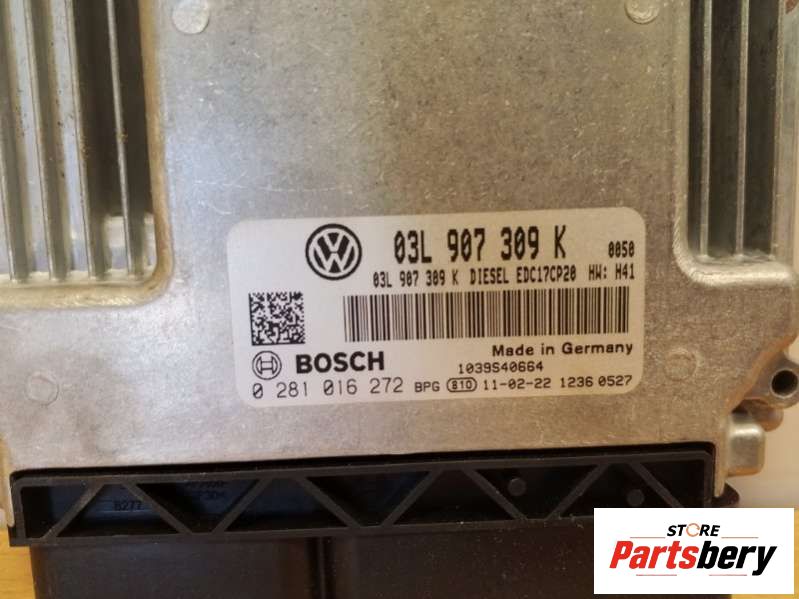 03L 907 309 K 0050
03L 907 309 K DIESEL EDC17CP20 HW: H41
Made in Germany
BOSCH 1039S40664
0 281 016 272 BPG 810 11-02-22 1236 0527
8277
STORE
Partsbery